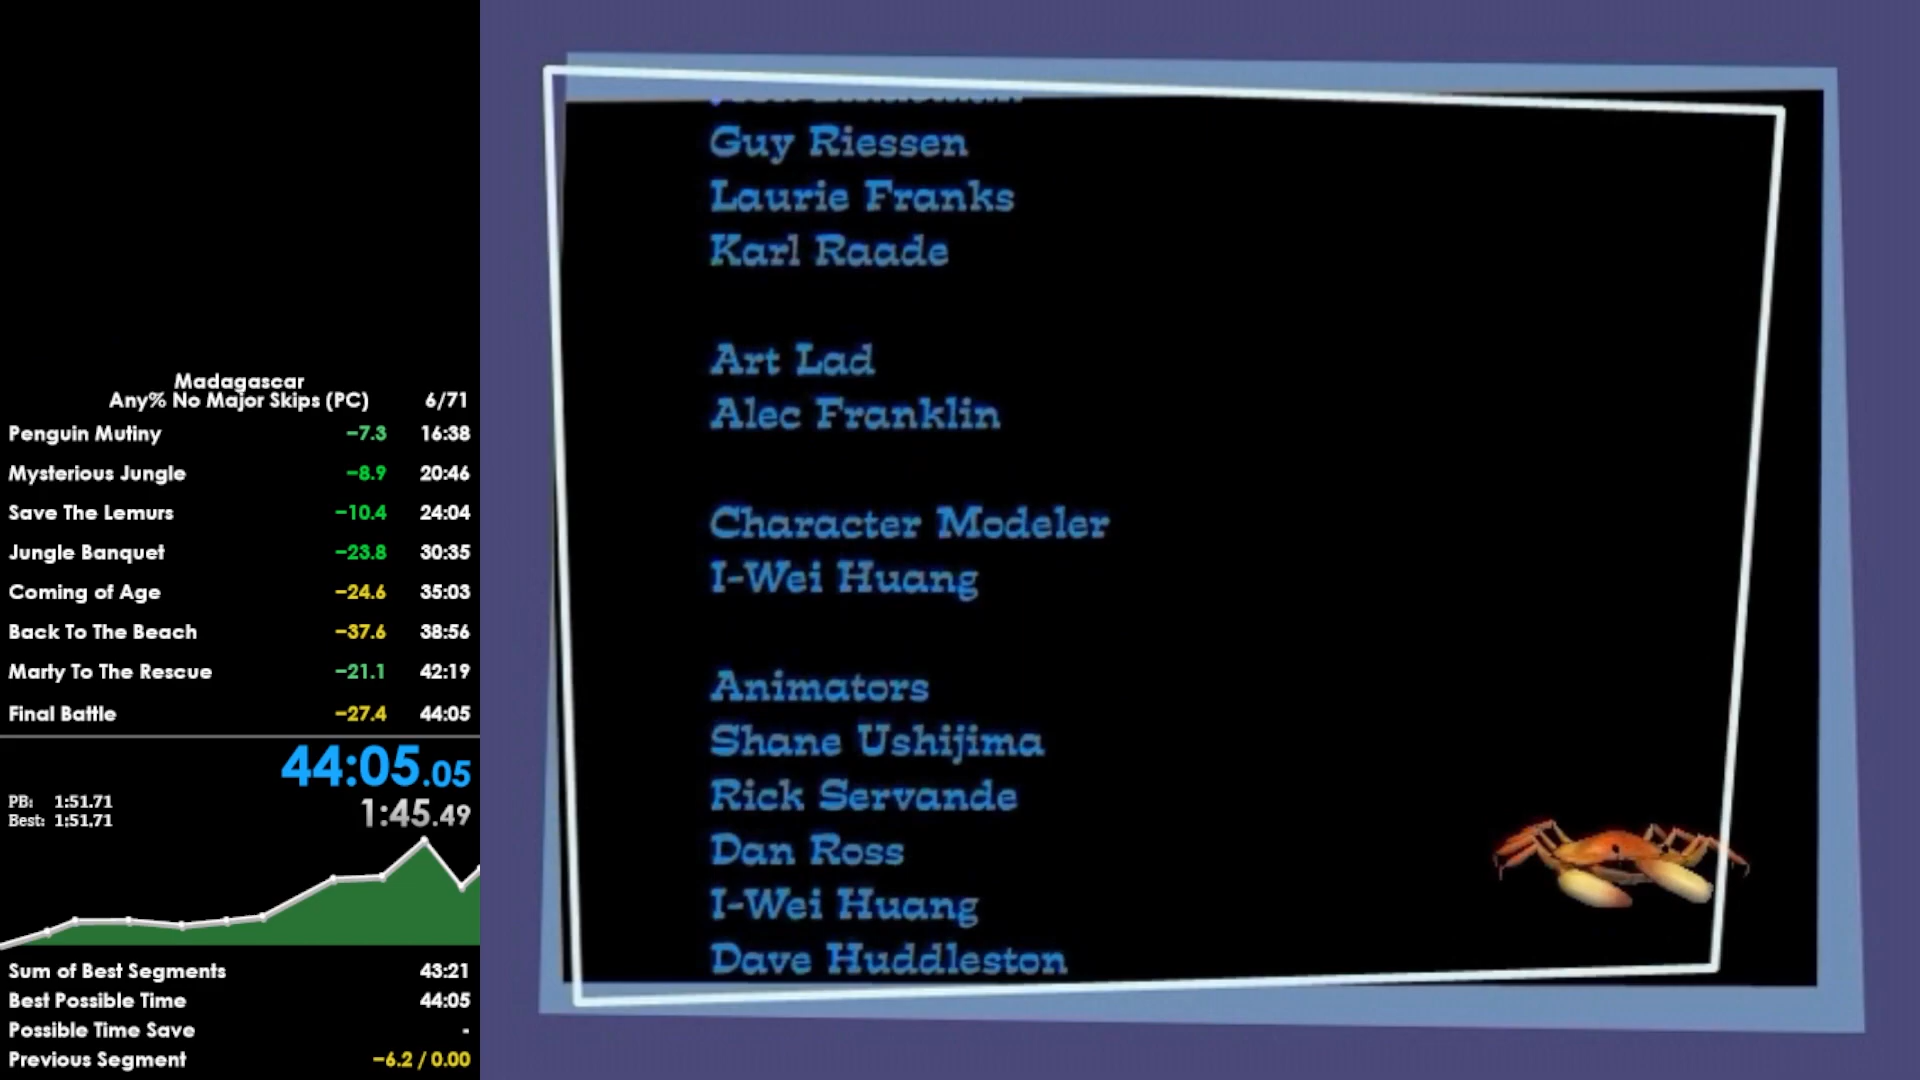 Madagascar
Any% No Major Skips (PC) 6/71
Penguin Mutiny −7.3 16:38
Mysterious Jungle −8.9 20:46
Save The Lemurs −10.4 24:04
Jungle Banquet −23.8 30:35
Coming of Age −24.6 35:03
Back To The Beach −37.6 38:56
Marty To The Rescue −21.1 42:19
Final Battle −27.4 44:05
44:05.05
PB: 1:51.71
Best: 1:51.71
1:45.49
Sum of Best Segments 43:21
Best Possible Time 44:05
Possible Time Save -
Previous Segment −6.2 / 0.00
Guy Riessen
Laurie Franks
Karl Raade
Art Lad
Alec Franklin
Character Modeler
I-Wei Huang
Animators
Shane Ushijima
Rick Servande
Dan Ross
I-Wei Huang
Dave Huddleston